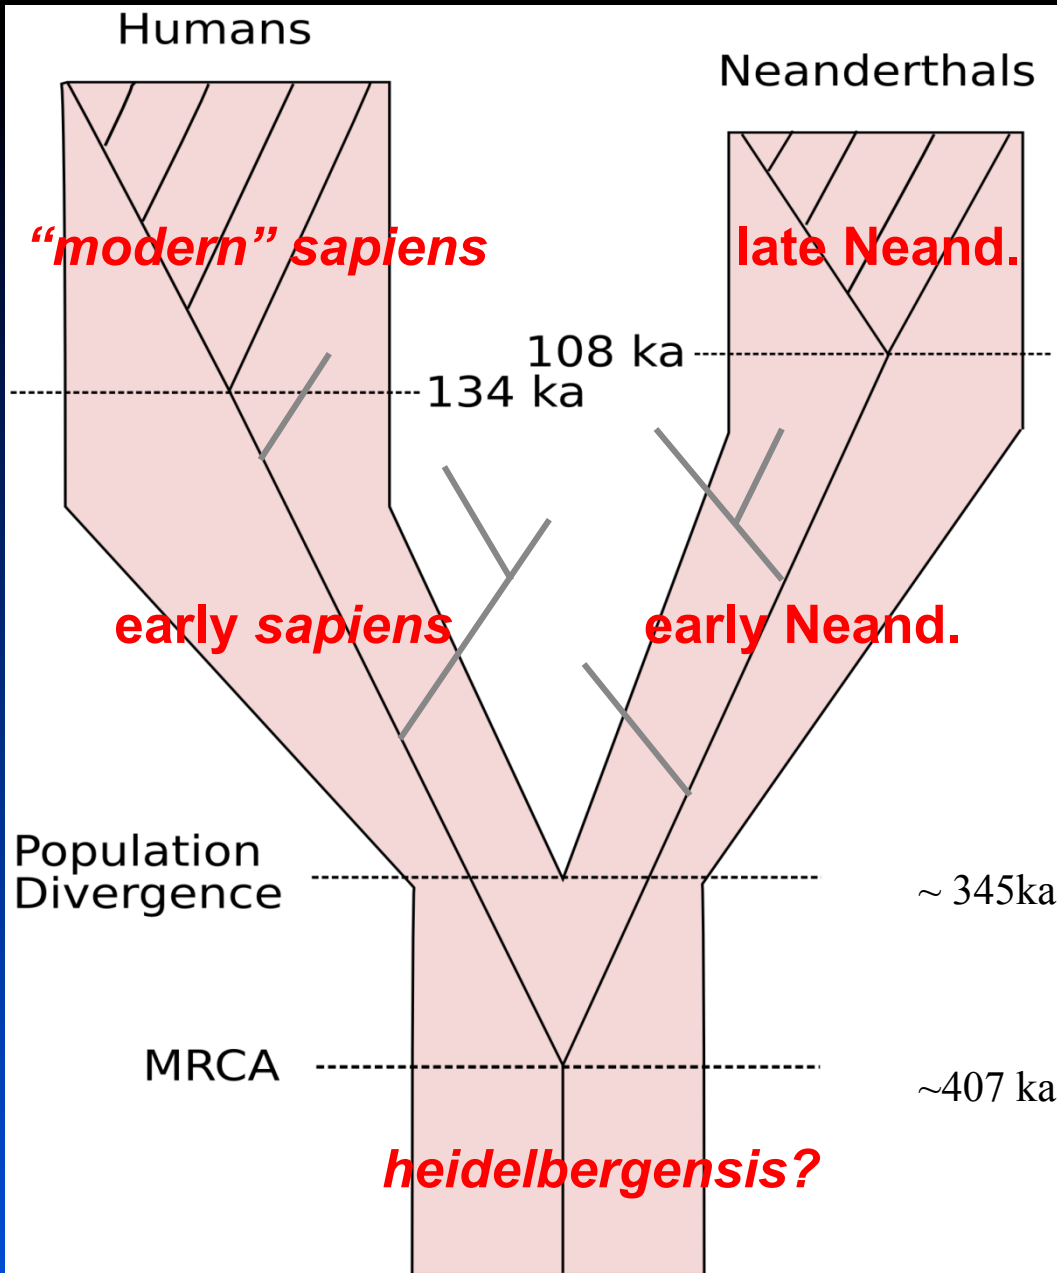 Humans
Neanderthals
“modern” sapiens
late Neand.
108 ka
134 ka
early sapiens
early Neand.
Population
Divergence
~ 345ka
MRCA
~407 ka
heidelbergensis?